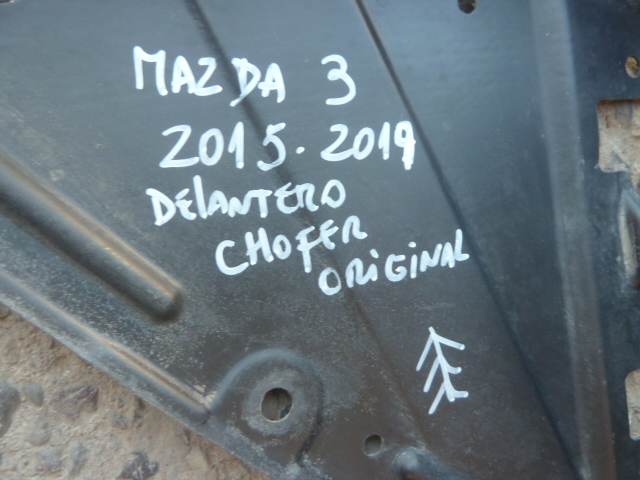 MAZDA 3
2015-2019
DELANTERO
CHOFER
ORIGINAL